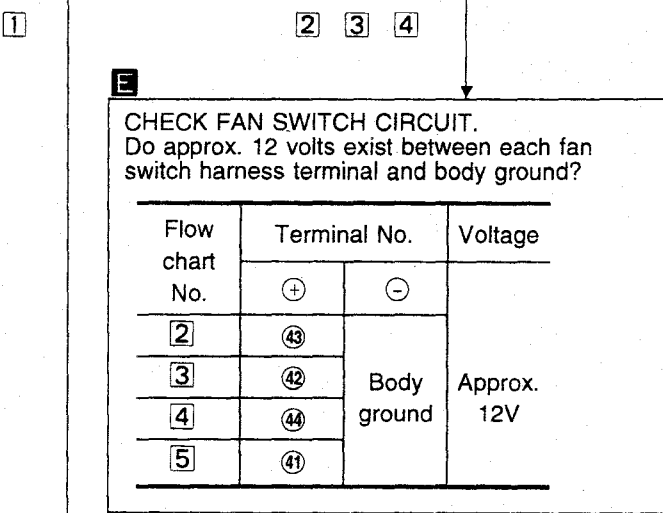 1 2 3 4
E
CHECK FAN SWITCH CIRCUIT.
Do approx. 12 volts exist between each fan
switch harness terminal and body ground?
Flow chart No. Terminal No. Voltage
+ -
2 43 Body ground Approx. 12V
3 42
4 44
5 41